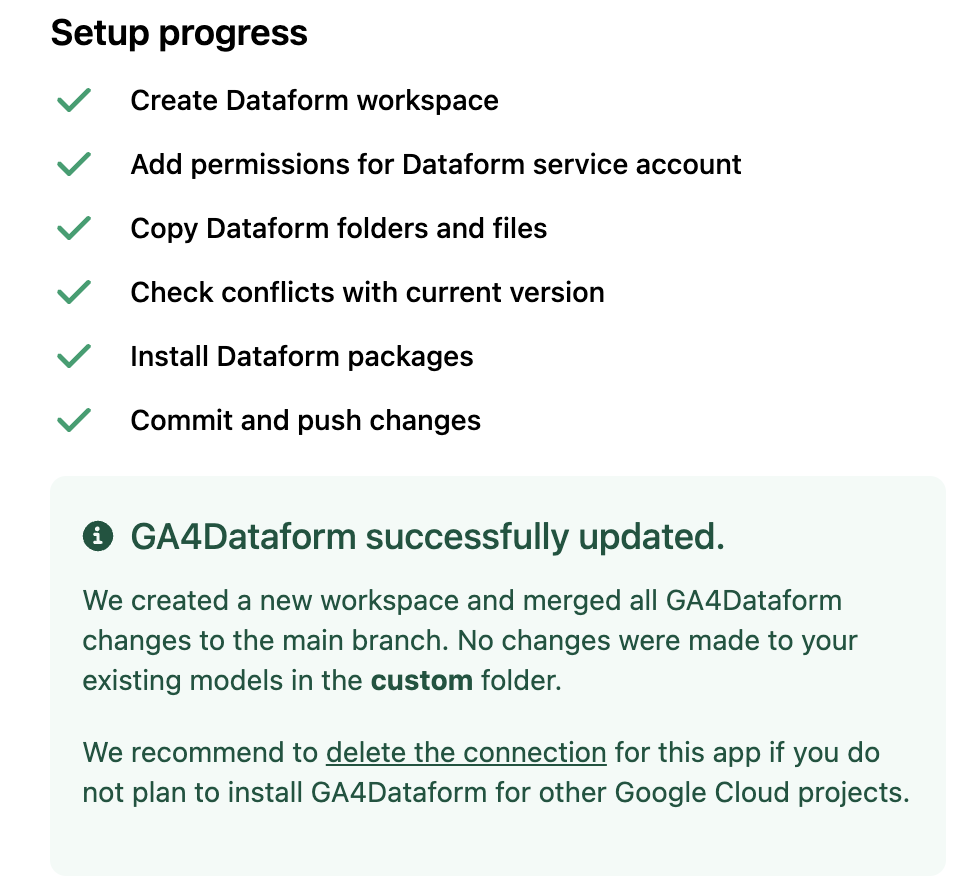 Setup progress
Create Dataform workspace
Add permissions for Dataform service account
Copy Dataform folders and files
Check conflicts with current version
Install Dataform packages
Commit and push changes
GA4Dataform successfully updated.
We created a new workspace and merged all GA4Dataform
changes to the main branch. No changes were made to your
existing models in the custom folder.
We recommend to delete the connection for this app if you do
not plan to install GA4Dataform for other Google Cloud projects.